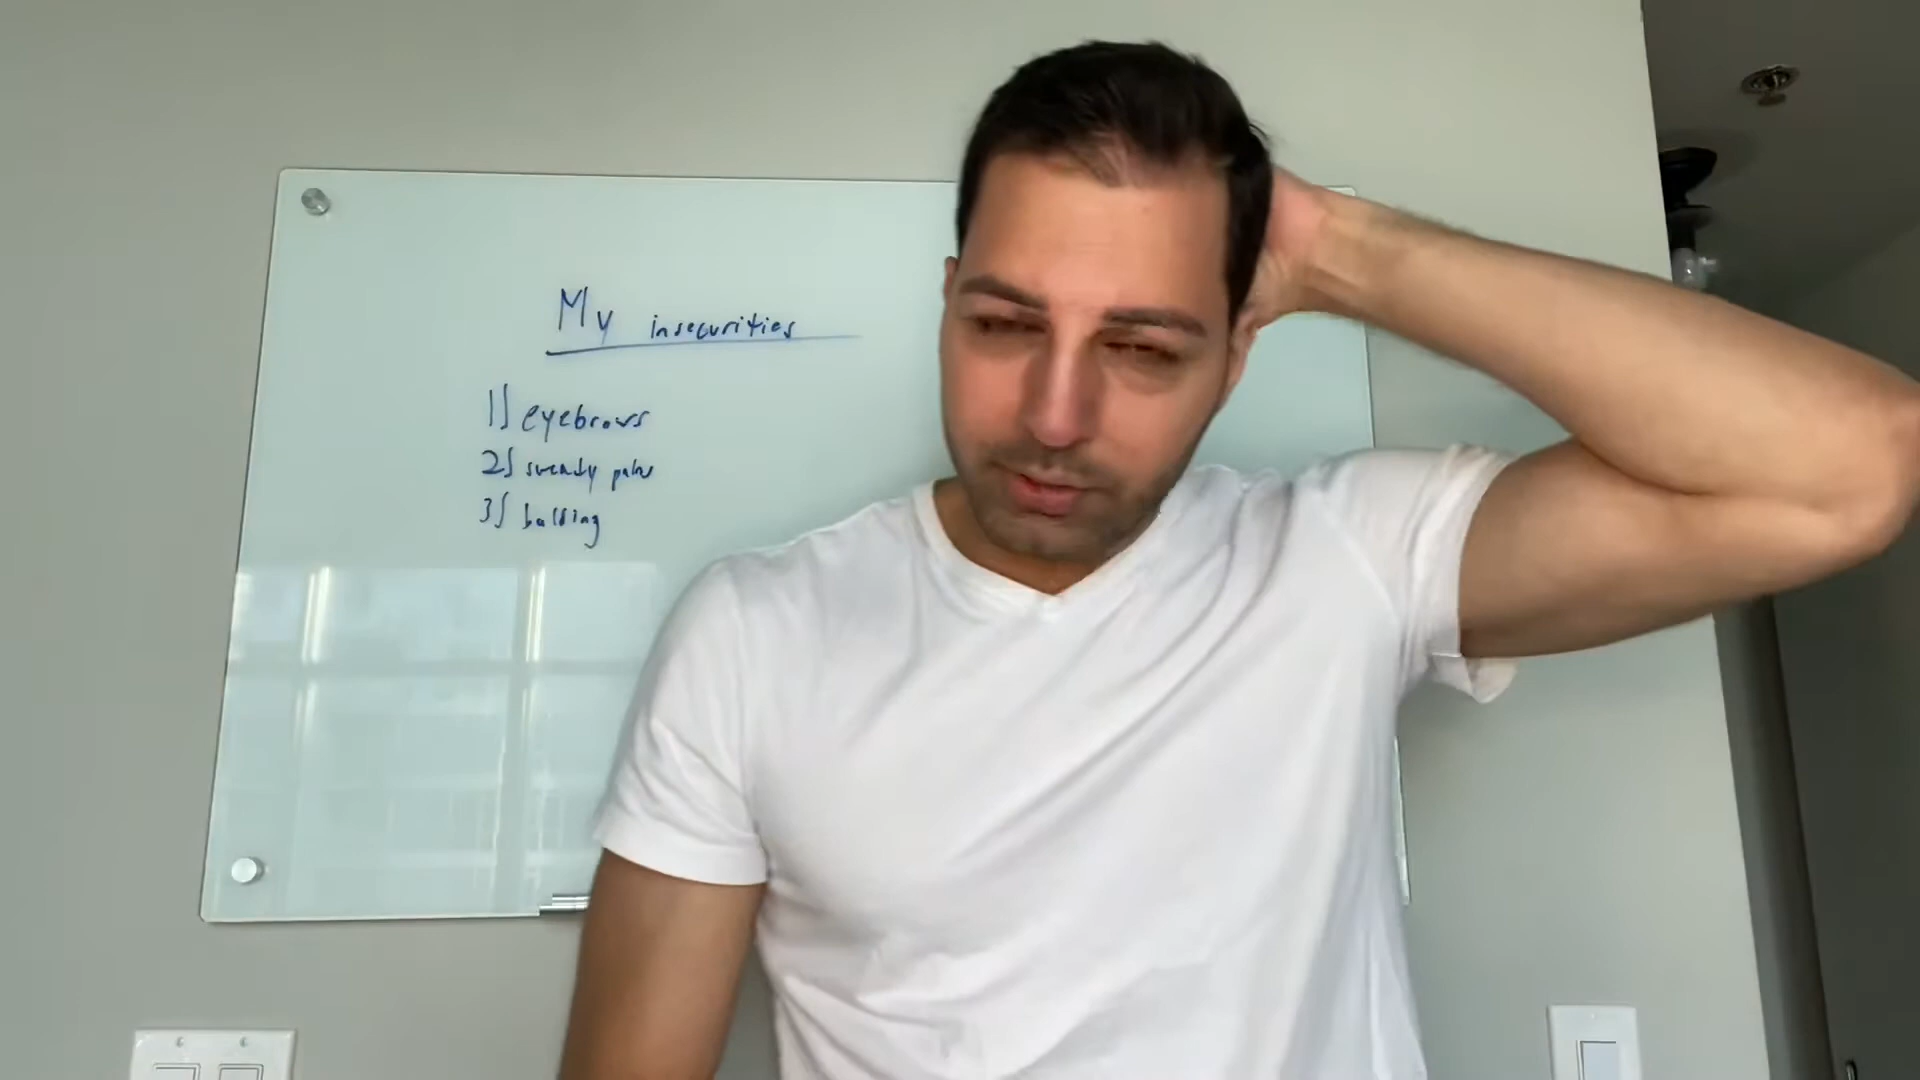 My insecurities
1) eyebrows
2) sweaty palms
3) balding